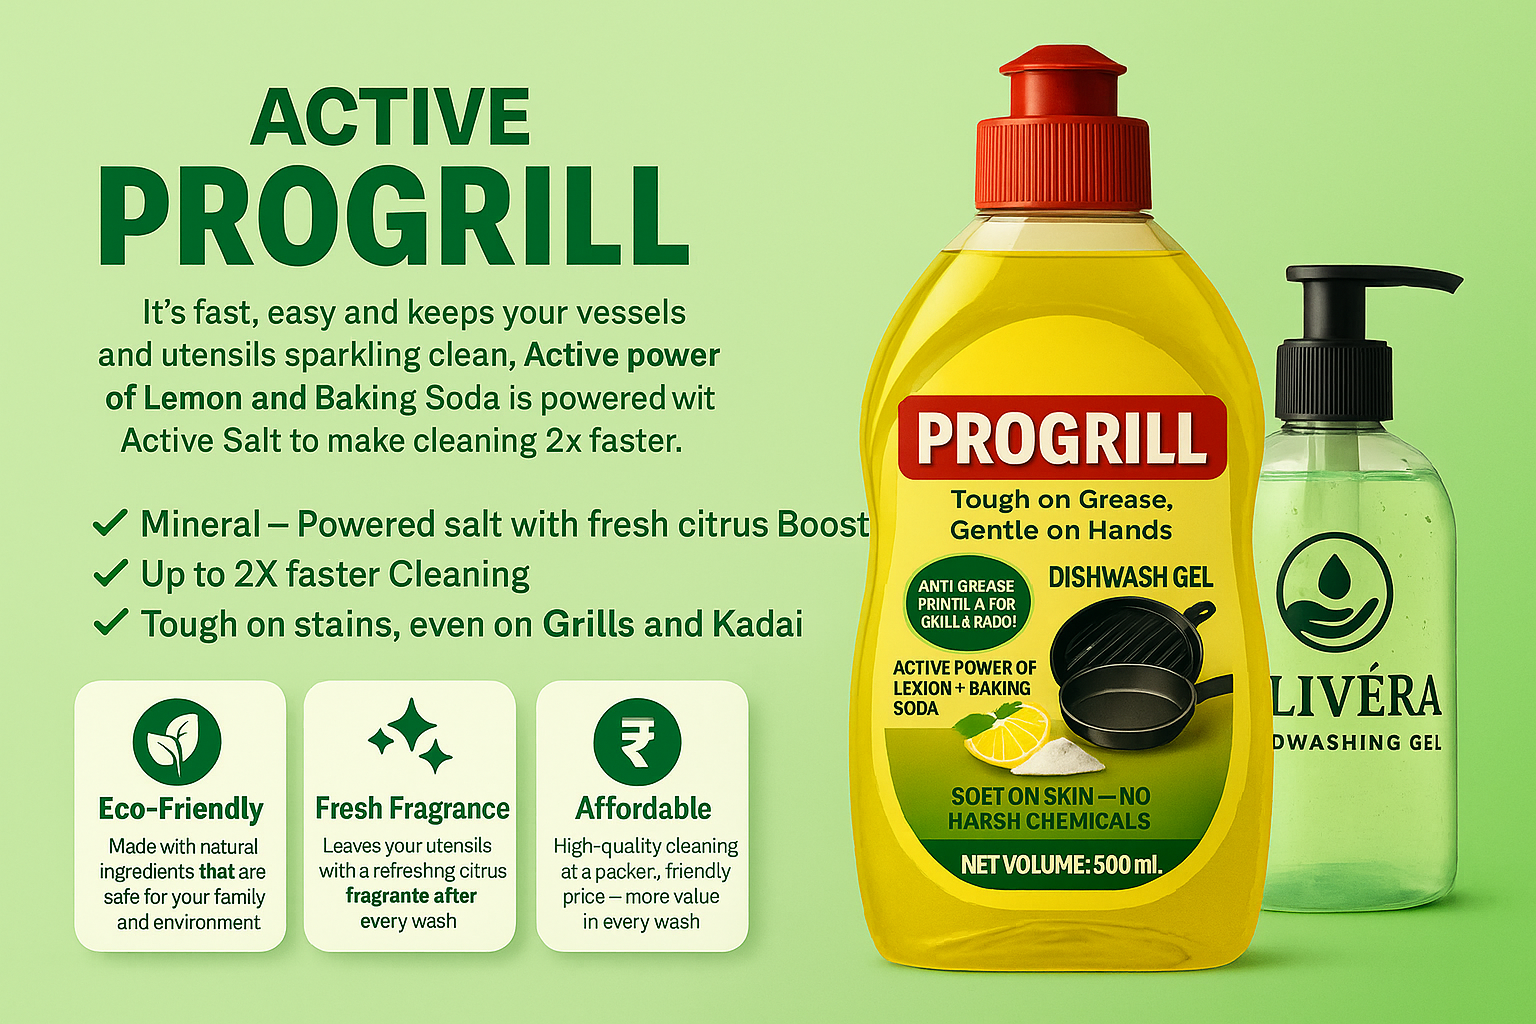 ACTIVE
PROGRILL
It's fast, easy and keeps your vessels
and utensils sparkling clean, Active power
of Lemon and Baking Soda is powered wit
Active Salt to make cleaning 2x faster.
Mineral – Powered salt with fresh citrus Boost
Up to 2X faster Cleaning
Tough on stains, even on Grills and Kadai
Eco-Friendly
Made with natural
ingredients that are
safe for your family
and environment
Fresh Fragrance
Leaves your utensils
with a refreshng citrus
fragrante after
every wash
₹
Affordable
High-quality cleaning
at a packer., friendly
price – more value
in every wash
PROGRILL
Tough on Grease,
Gentle on Hands
ANTI GREASE
PRINTIL A FOR
GKILL & RADO!
DISHWASH GEL
ACTIVE POWER OF
LEXION + BAKING
SODA
SOET ON SKIN – NO
HARSH CHEMICALS
NET VOLUME: 500 ml.
LIVÉRA
DWASHING GEL